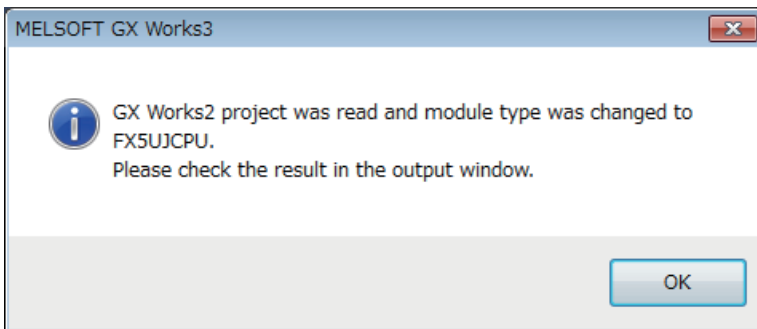 MELSOFT GX Works3
GX Works2 project was read and module type was changed to
FX5UJCPU.
Please check the result in the output window.
OK